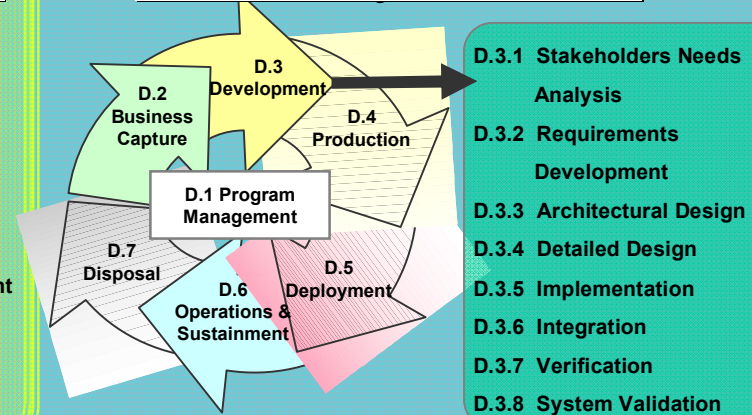 D.3
Development
D.2
Business
Capture
D.4
Production
D.1 Program
Management
D.7
Disposal
D.5
Deployment
D.6
Operations &
Sustainment
nt
D.3.1 Stakeholders Needs
Analysis
D.3.2 Requirements
Development
D.3.3 Architectural Design
D.3.4 Detailed Design
D.3.5 Implementation
D.3.6 Integration
D.3.7 Verification
D.3.8 System Validation